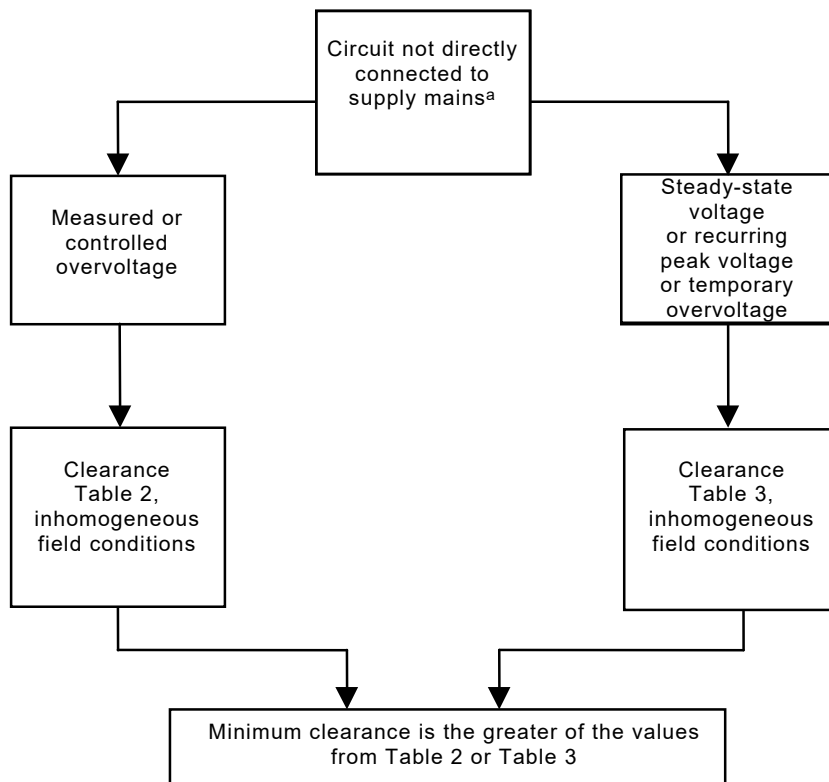 Circuit not directly
connected to
supply mainsᵃ
Measured or
controlled
overvoltage
Steady-state
voltage
or recurring
peak voltage
or temporary
overvoltage
Clearance
Table 2,
inhomogeneous
field conditions
Clearance
Table 3,
inhomogeneous
field conditions
Minimum clearance is the greater of the values
from Table 2 or Table 3